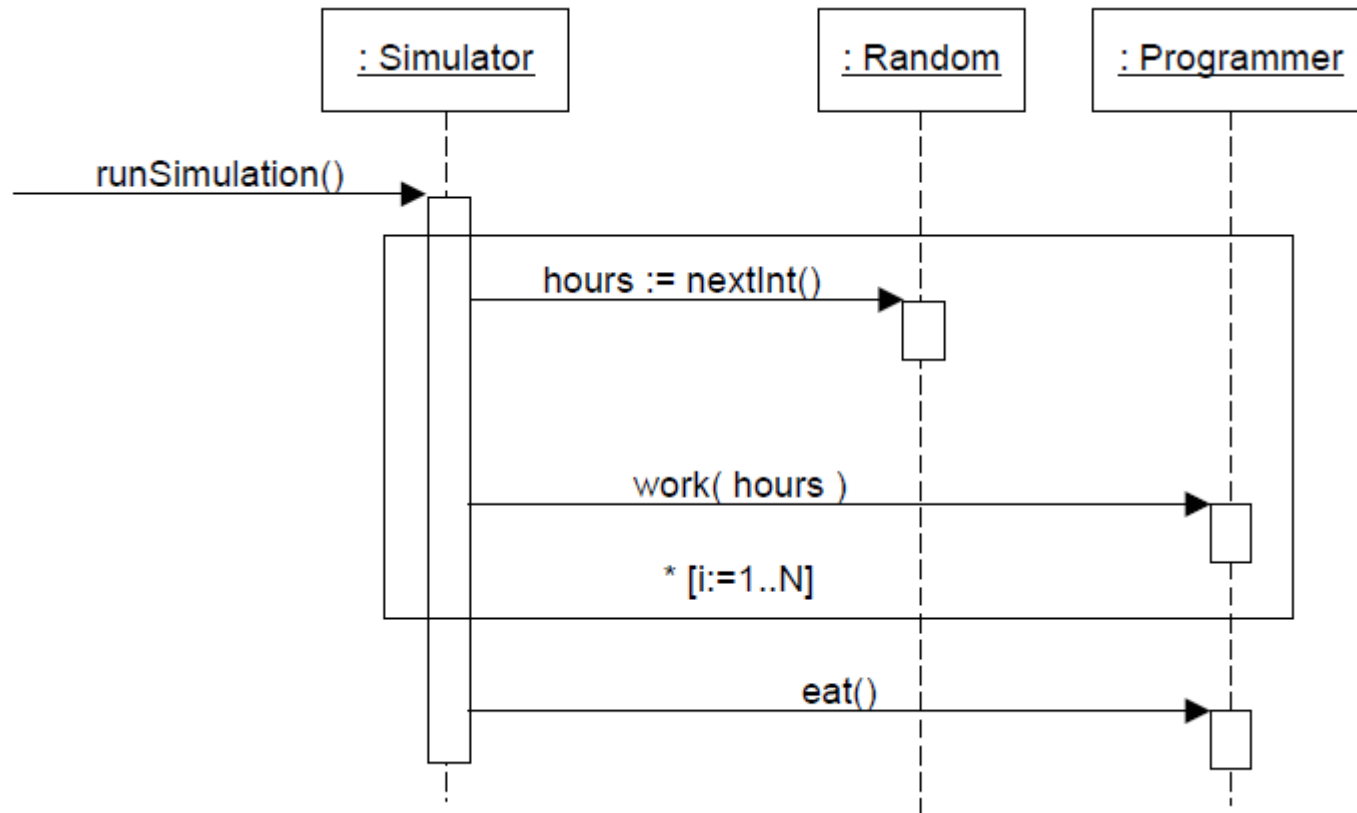 : Simulator
: Random
: Programmer
runSimulation()
hours := nextInt()
work( hours )
* [i:=1..N]
eat()